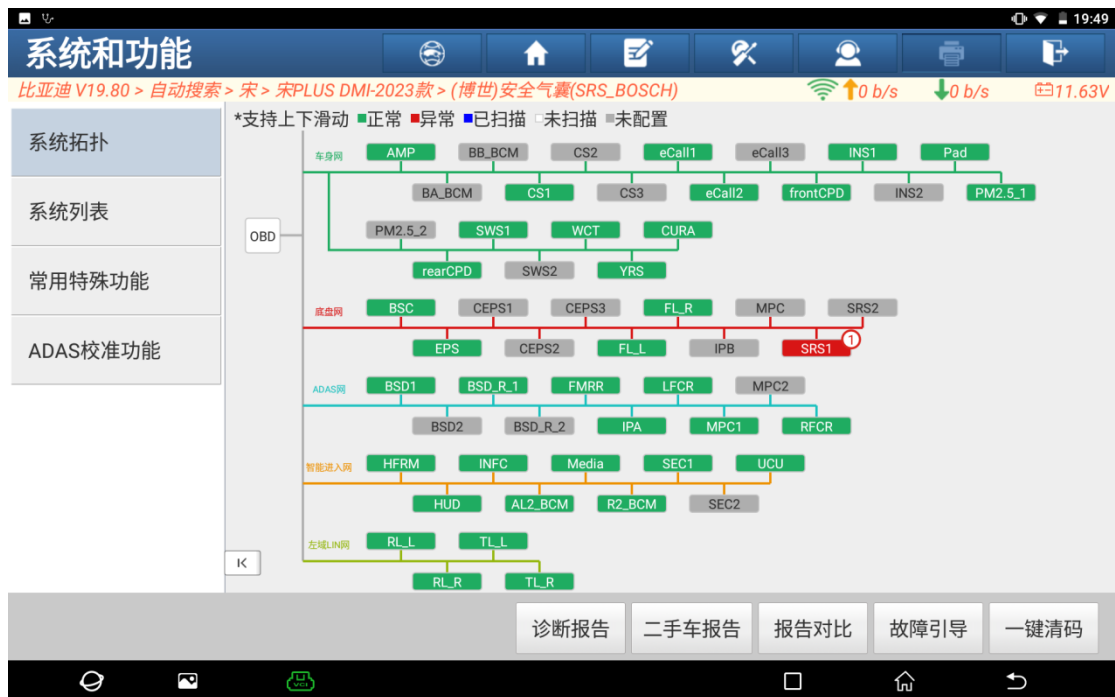 19:49
系统和功能
比亚迪 V19.80 > 自动搜索 > 宋 > 宋PLUS DMI-2023款 > (博世)安全气囊(SRS_BOSCH) 0 b/s 0 b/s 11.63V
系统拓扑
系统列表
常用特殊功能
ADAS校准功能
*支持上下滑动 正常 异常 已扫描 未扫描 未配置
OBD
车身网 AMP BB_BCM CS2 eCall1 eCall3 INS1 Pad
BA_BCM CS1 CS3 eCall2 frontCPD INS2 PM2.5_1
PM2.5_2 SWS1 WCT CURA
rearCPD SWS2 YRS
底盘网 BSC CEPS1 CEPS3 FL_R MPC SRS2
EPS CEPS2 FL_L IPB SRS1 1
ADAS网 BSD1 BSD_R_1 FMRR LFCR MPC2
BSD2 BSD_R_2 IPA MPC1 RFCR
智能进入网 HFRM INFC Media SEC1 UCU
HUD AL2_BCM R2_BCM SEC2
左域LIN网 RL_L TL_L
RL_R TL_R
诊断报告 二手车报告 报告对比 故障引导 一键清码
VCI